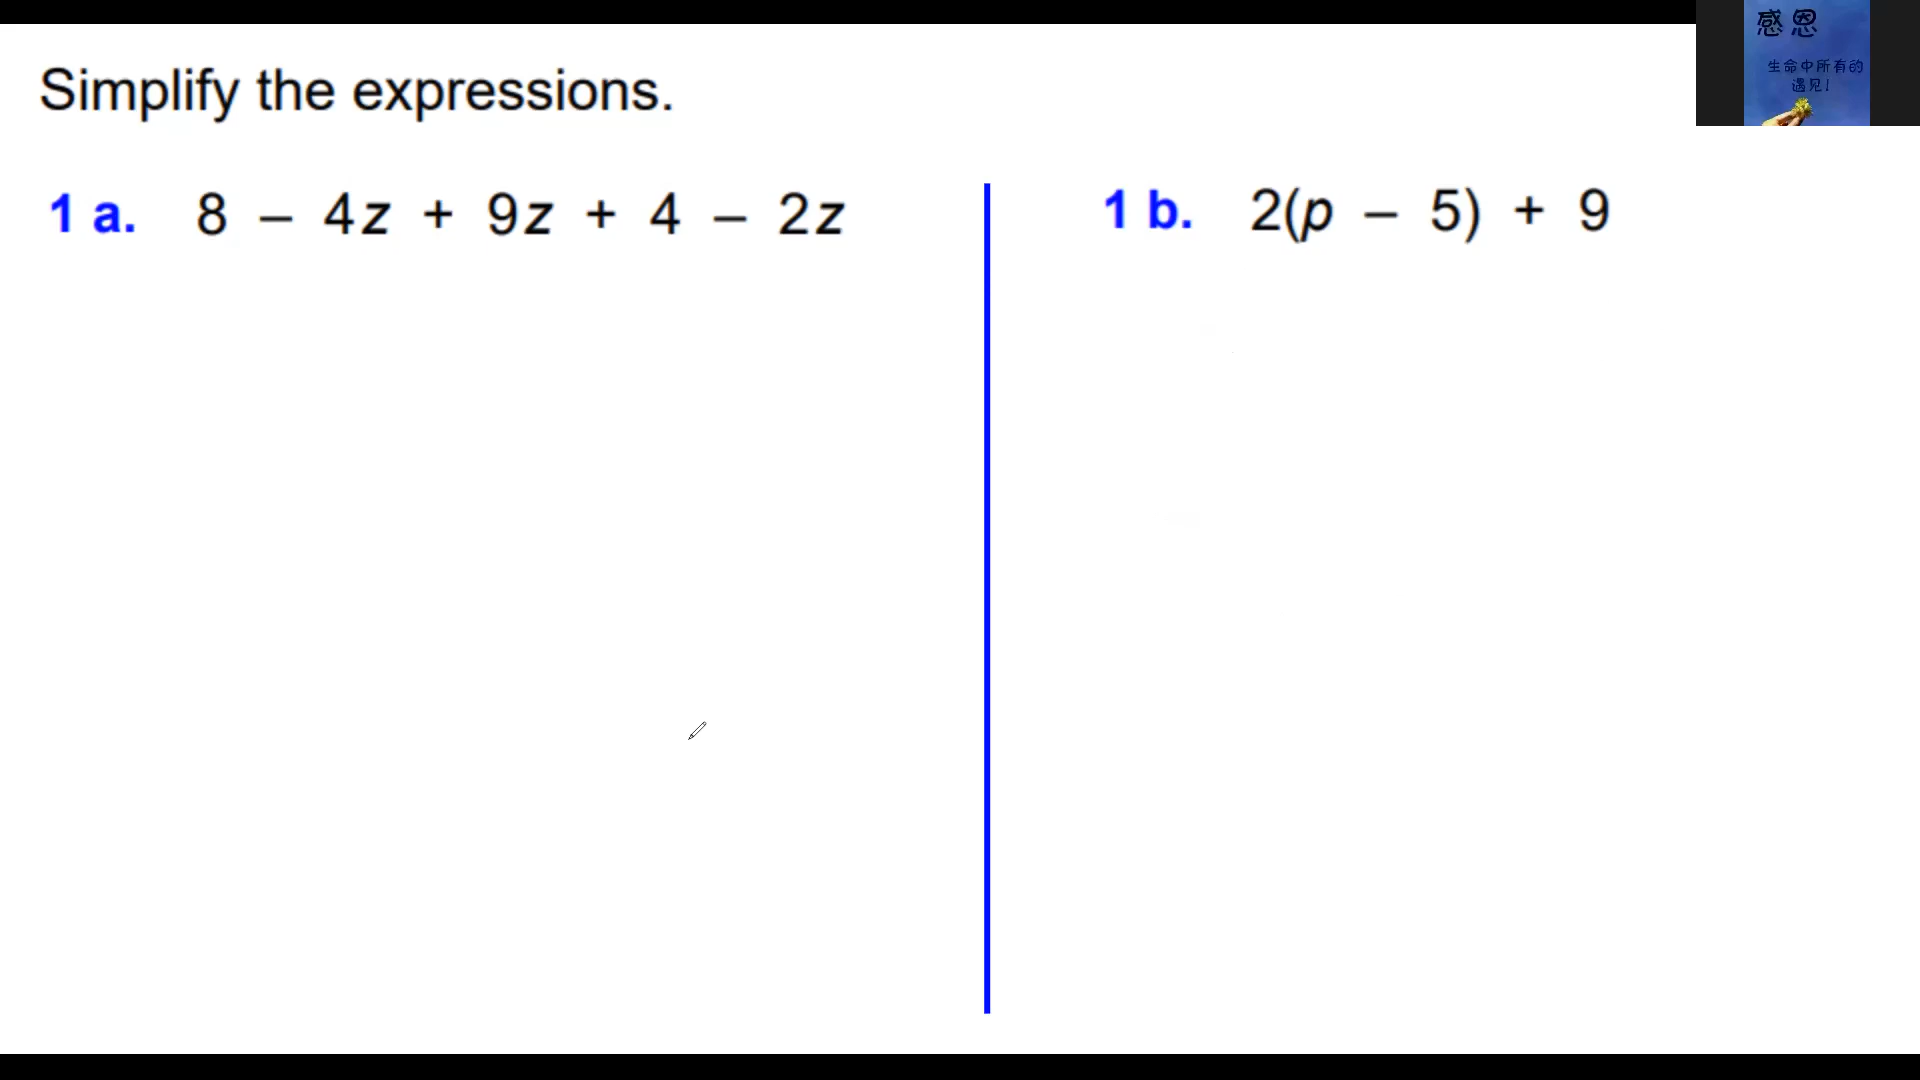 Simplify the expressions.
1 a. 8 – 4z + 9z + 4 – 2z
1 b. 2(p – 5) + 9
感恩
生命中所有的
遇见!